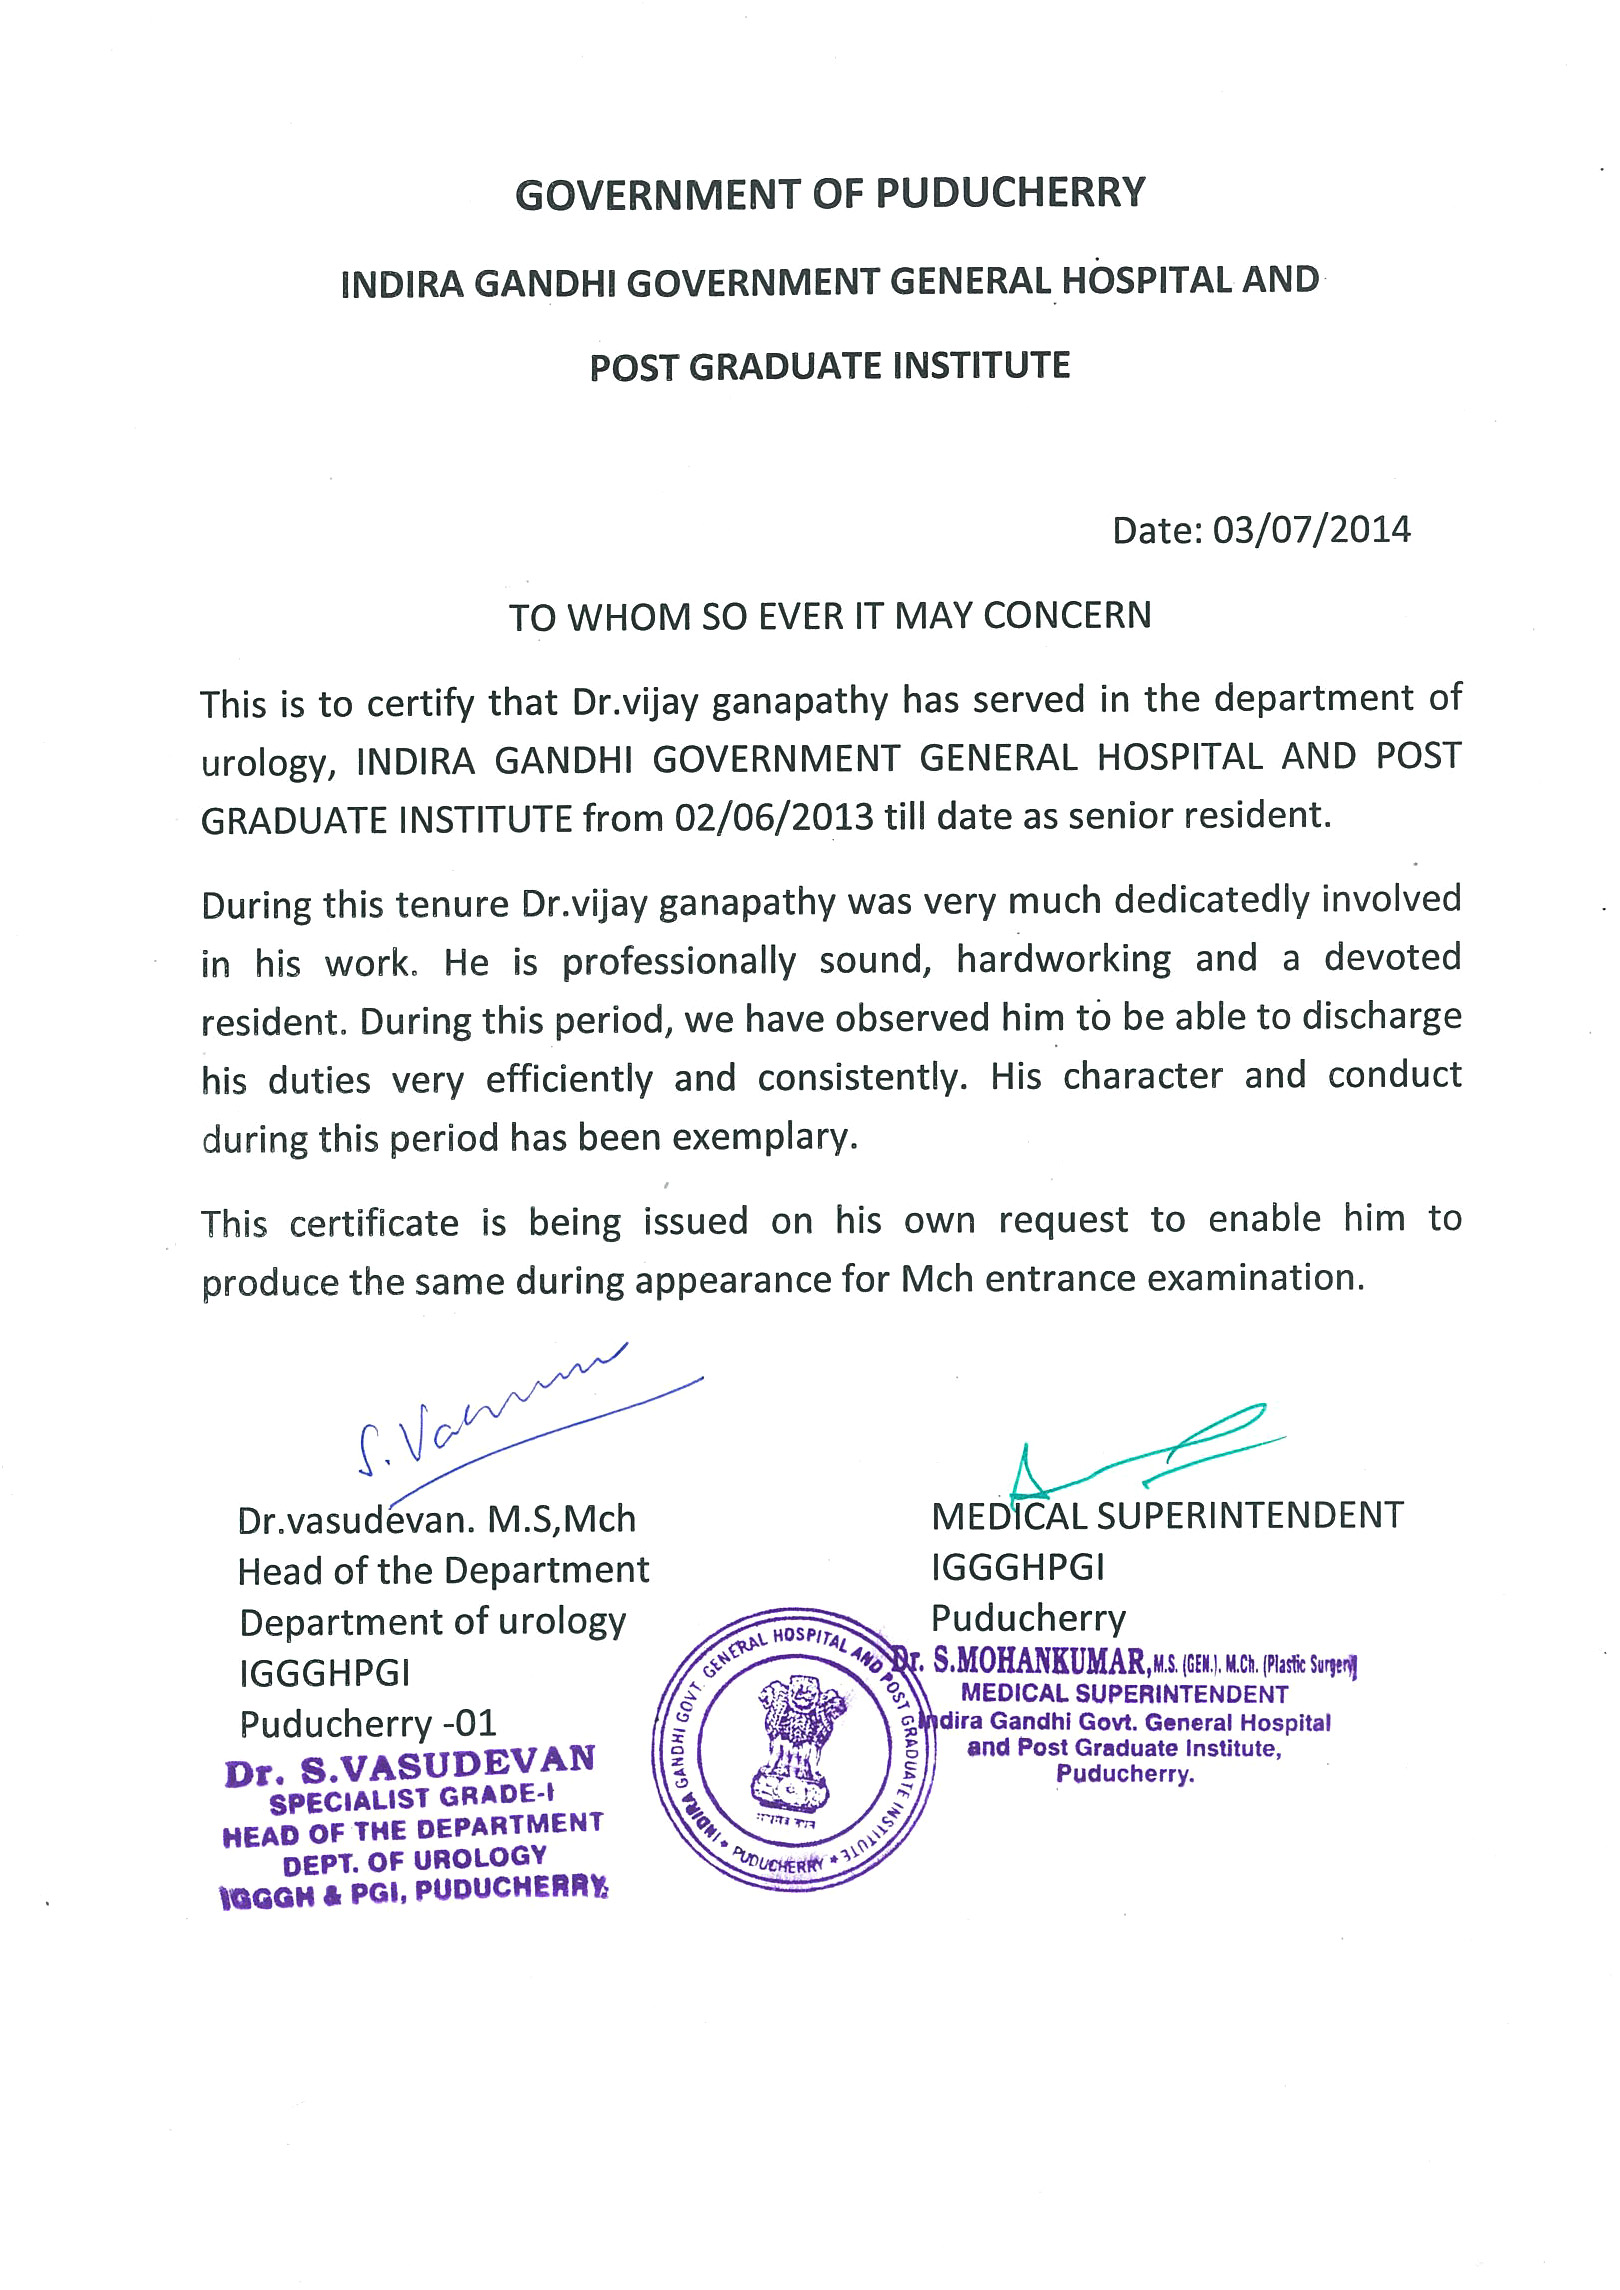 GOVERNMENT OF PUDUCHERRY
INDIRA GANDHI GOVERNMENT GENERAL HOSPITAL AND
POST GRADUATE INSTITUTE
Date: 03/07/2014
TO WHOM SO EVER IT MAY CONCERN
This is to certify that Dr.vijay ganapathy has served in the department of
urology, INDIRA GANDHI GOVERNMENT GENERAL HOSPITAL AND POST
GRADUATE INSTITUTE from 02/06/2013 till date as senior resident.
During this tenure Dr.vijay ganapathy was very much dedicatedly involved
in his work. He is professionally sound, hardworking and a devoted
resident. During this period, we have observed him to be able to discharge
his duties very efficiently and consistently. His character and conduct
during this period has been exemplary.
This certificate is being issued on his own request to enable him to
produce the same during appearance for Mch entrance examination.
Dr.vasudevan. M.S,Mch
Head of the Department
Department of urology
IGGGHPGI
Puducherry -01
Dr. S.VASUDEVAN
SPECIALIST GRADE-I
HEAD OF THE DEPARTMENT
DEPT. OF UROLOGY
IGGGH & PGI, PUDUCHERRY.
INDIRA GANDHI GOVT. GENERAL HOSPITAL AND POST GRADUATE INSTITUTE
* PUDUCHERRY *
MEDICAL SUPERINTENDENT
IGGGHPGI
Puducherry
Dr. S.MOHANKUMAR, M.S. (GEN.). M.Ch. (Plastic Surgery)
MEDICAL SUPERINTENDENT
Indira Gandhi Govt. General Hospital
and Post Graduate Institute,
Puducherry.